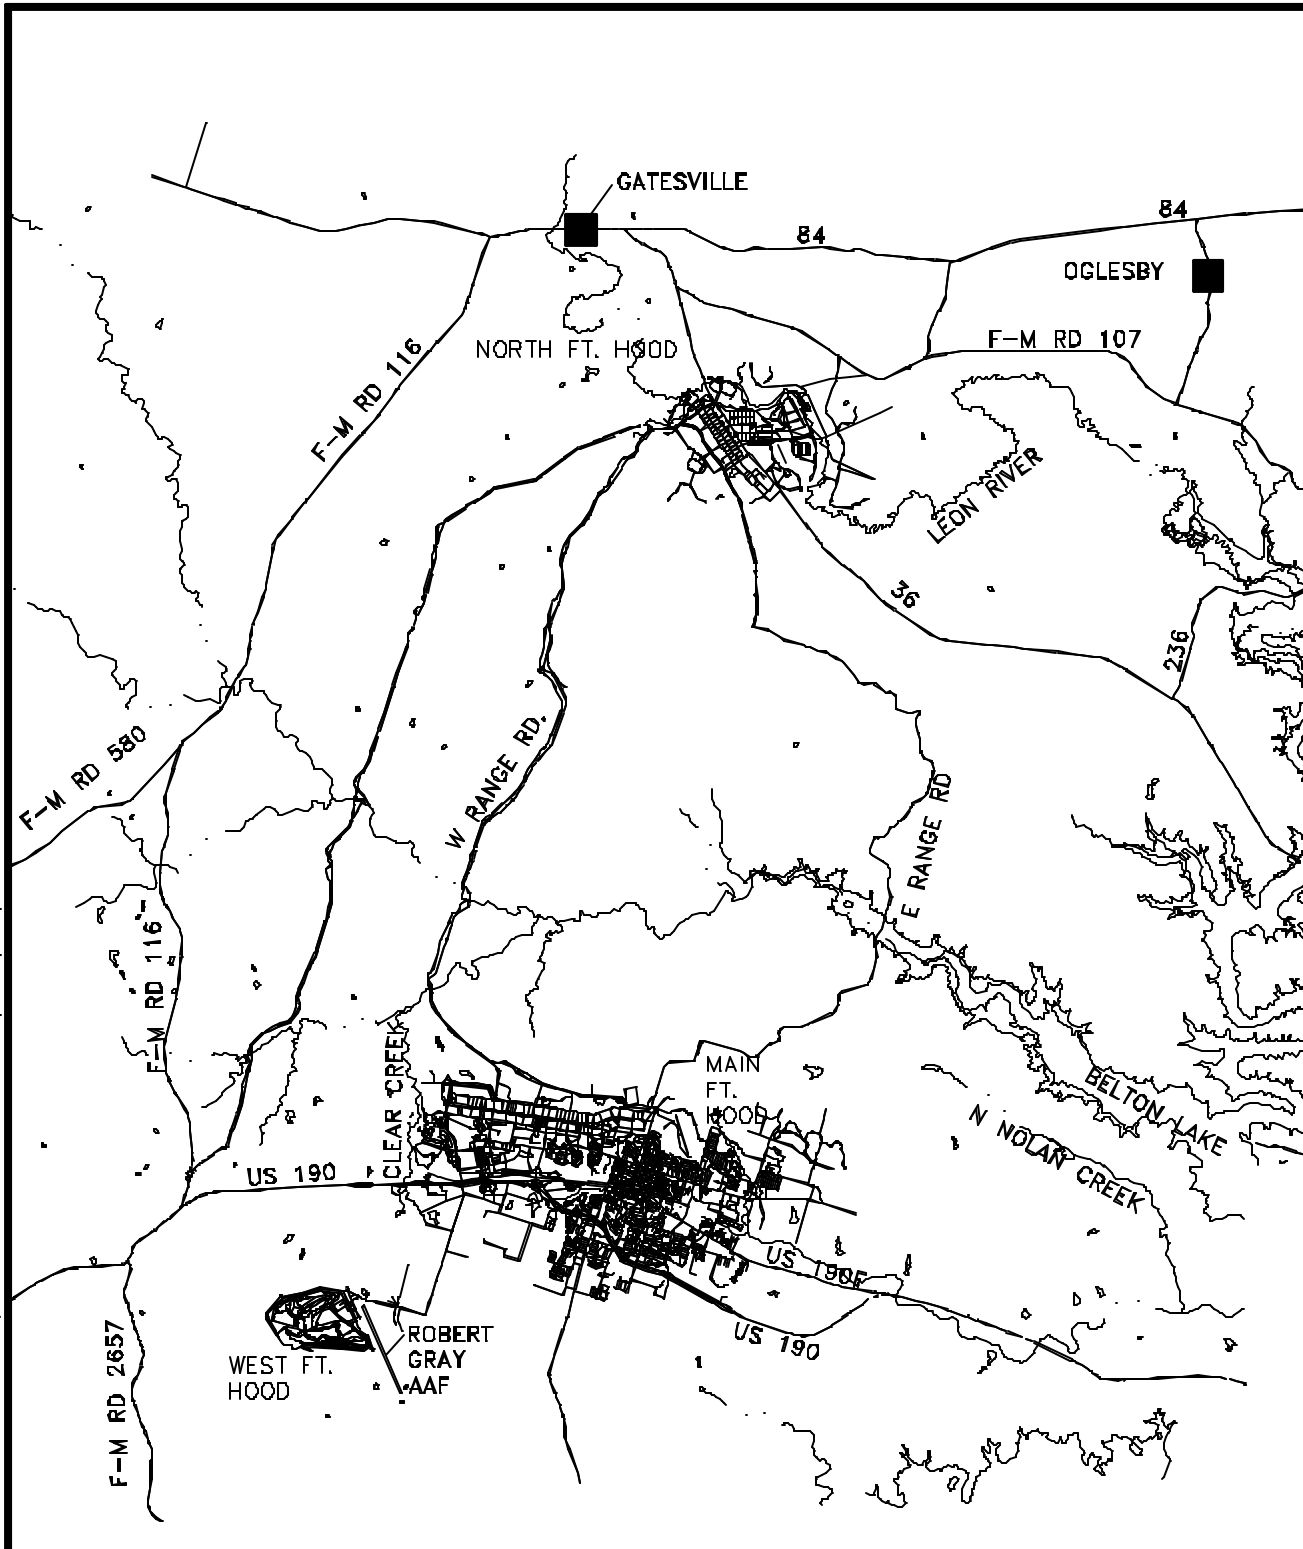 GATESVILLE
84
84
OGLESBY
F-M RD 107
NORTH FT. HOOD
F-M RD 116
LEON RIVER
36
236
F-M RD 580
W RANGE RD.
E RANGE RD
F-M RD 116
CLEAR CREEK
MAIN
FT.
HOOD
BELTON LAKE
N NOLAN CREEK
US 190
US 190F
US 190
ROBERT
GRAY
AAF
WEST FT.
HOOD
F-M RD 2657